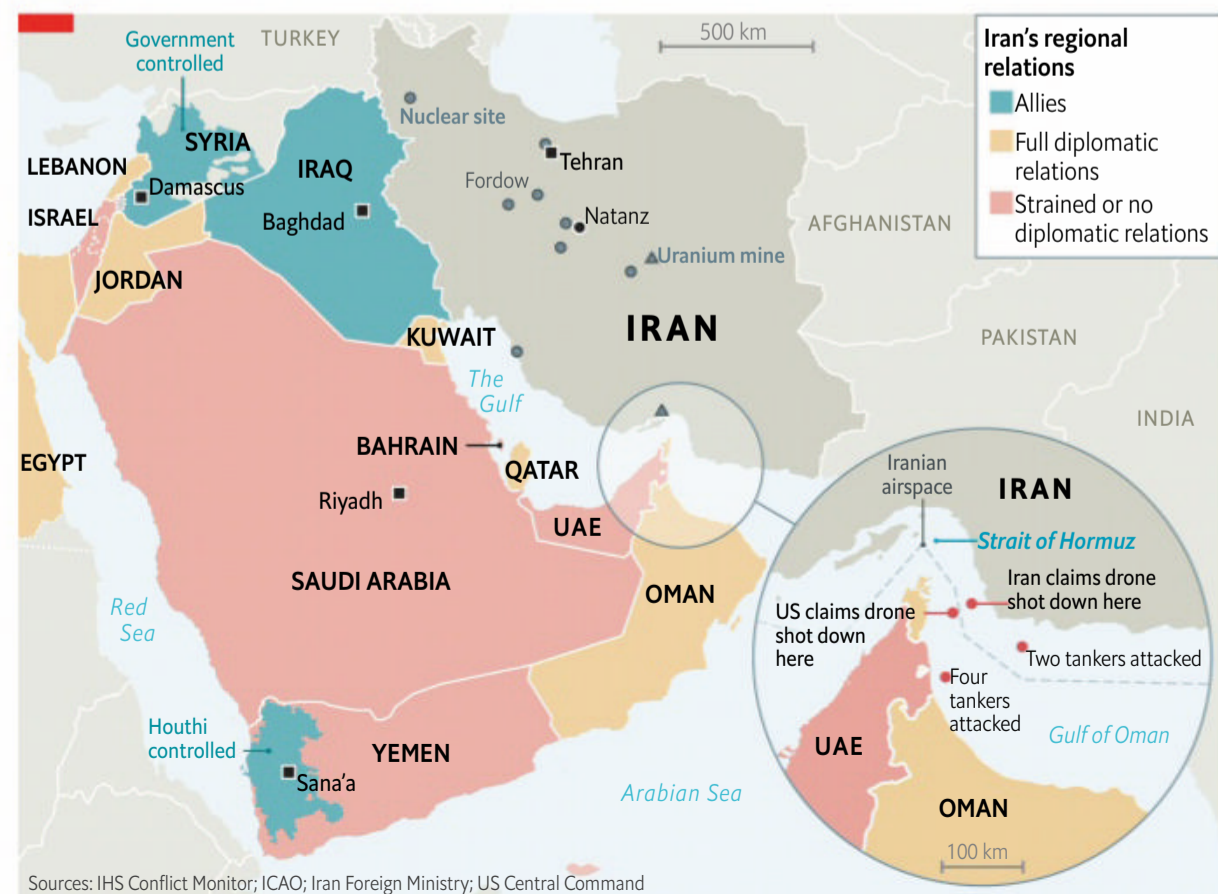 Government
controlled
TURKEY
500 km
Iran's regional
relations
Allies
Full diplomatic
relations
Strained or no
diplomatic relations
Nuclear site
SYRIA
LEBANON
Damascus
IRAQ
Baghdad
ISRAEL
JORDAN
Tehran
Fordow
Natanz
Uranium mine
AFGHANISTAN
IRAN
KUWAIT
PAKISTAN
The
Gulf
INDIA
BAHRAIN
QATAR
EGYPT
Riyadh
UAE
SAUDI ARABIA
OMAN
Red
Sea
Houthi
controlled
YEMEN
Sana'a
Arabian Sea
Iranian
airspace
IRAN
Strait of Hormuz
Iran claims drone
shot down here
US claims drone
shot down
here
Two tankers attacked
Four
tankers
attacked
Gulf of Oman
UAE
OMAN
100 km
Sources: IHS Conflict Monitor; ICAO; Iran Foreign Ministry; US Central Command